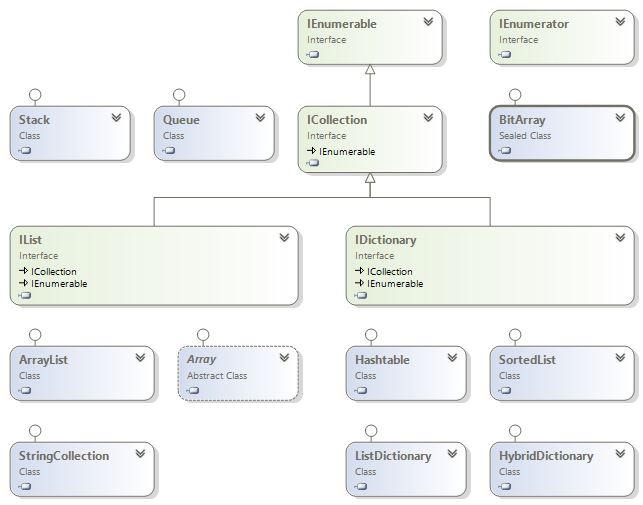 IEnumerable
Interface
IEnumerator
Interface
Stack
Class
Queue
Class
ICollection
Interface
IEnumerable
BitArray
Sealed Class
IList
Interface
ICollection
IEnumerable
IDictionary
Interface
ICollection
IEnumerable
ArrayList
Class
Array
Abstract Class
Hashtable
Class
SortedList
Class
StringCollection
Class
ListDictionary
Class
HybridDictionary
Class